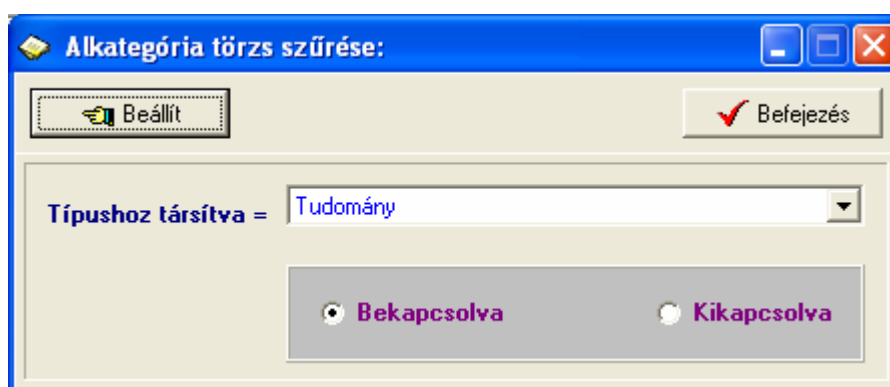 Alkategória törzs szűrése:
Beállít
Befejezés
Típushoz társítva =
Tudomány
Bekapcsolva
Kikapcsolva